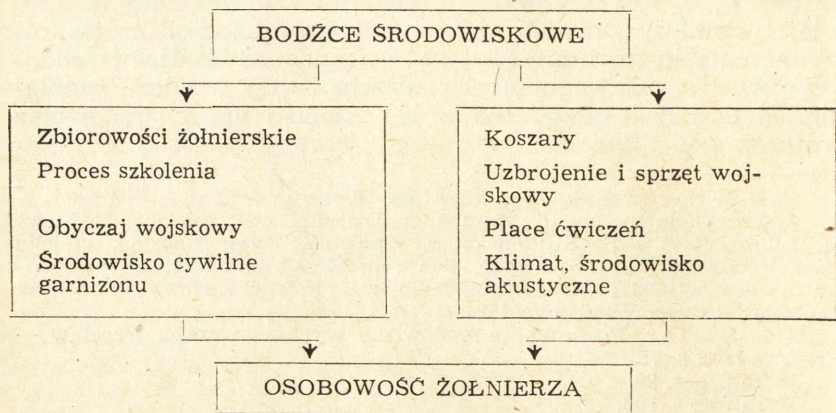 BODŹCE ŚRODOWISKOWE
Zbiorowości żołnierskie
Proces szkolenia
Obyczaj wojskowy
Środowisko cywilne
garnizonu
Koszary
Uzbrojenie i sprzęt woj-
skowy
Place ćwiczeń
Klimat, środowisko
akustyczne
OSOBOWOŚĆ ŻOŁNIERZA